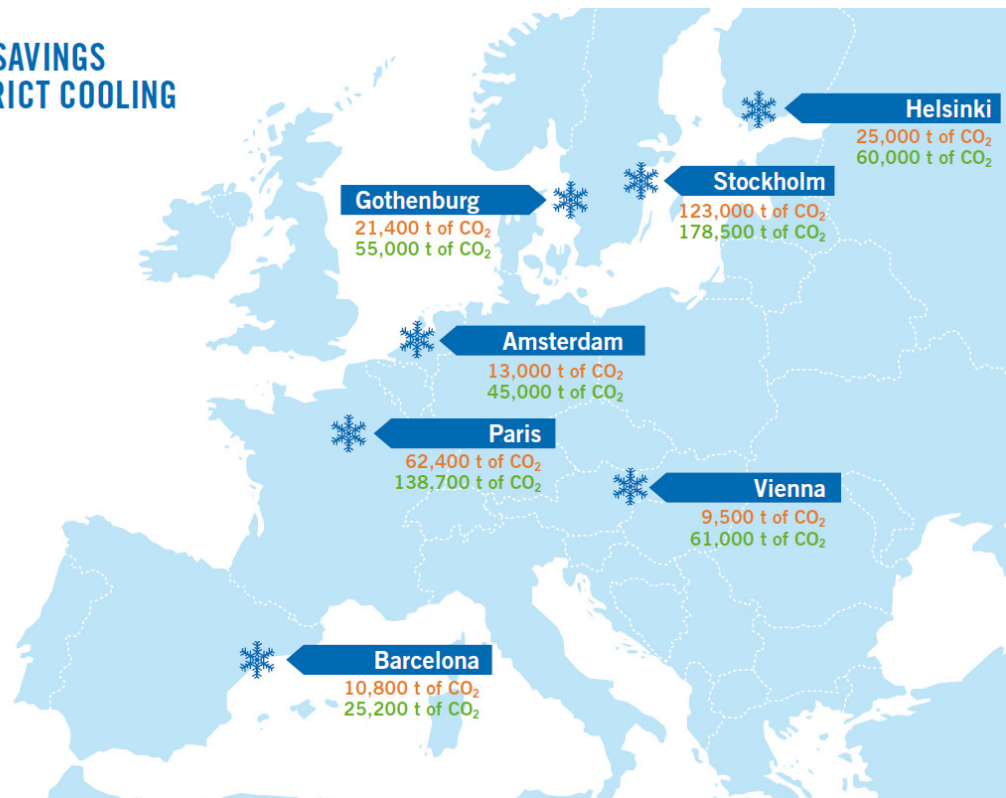 SAVINGS
RICT COOLING
Helsinki
25,000 t of CO₂
60,000 t of CO₂
Stockholm
123,000 t of CO₂
178,500 t of CO₂
Gothenburg
21,400 t of CO₂
55,000 t of CO₂
Amsterdam
13,000 t of CO₂
45,000 t of CO₂
Paris
62,400 t of CO₂
138,700 t of CO₂
Vienna
9,500 t of CO₂
61,000 t of CO₂
Barcelona
10,800 t of CO₂
25,200 t of CO₂